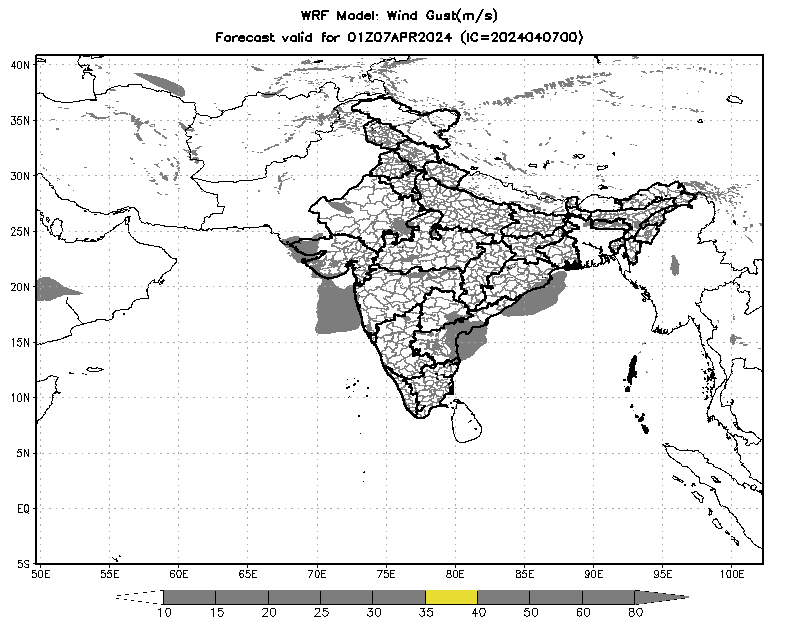 WRF Model: Wind Gust(m/s)
Forecast valid for 01Z07APR2024 (IC=2024040700)
40N
35N
30N
25N
20N
15N
10N
5N
EQ
5S
50E 55E 60E 65E 70E 75E 80E 85E 90E 95E 100E
10 15 20 25 30 35 40 50 60 80